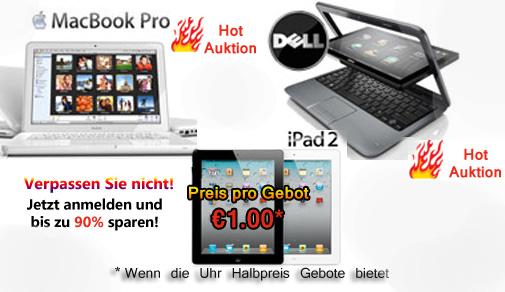 MacBook Pro
Hot
Auktion
DELL
iPad 2
Hot
Auktion
Verpassen Sie nicht!
Jetzt anmelden und
bis zu 90% sparen!
Preis pro Gebot
€1.00*
* Wenn die Uhr Halbpreis Gebote bietet